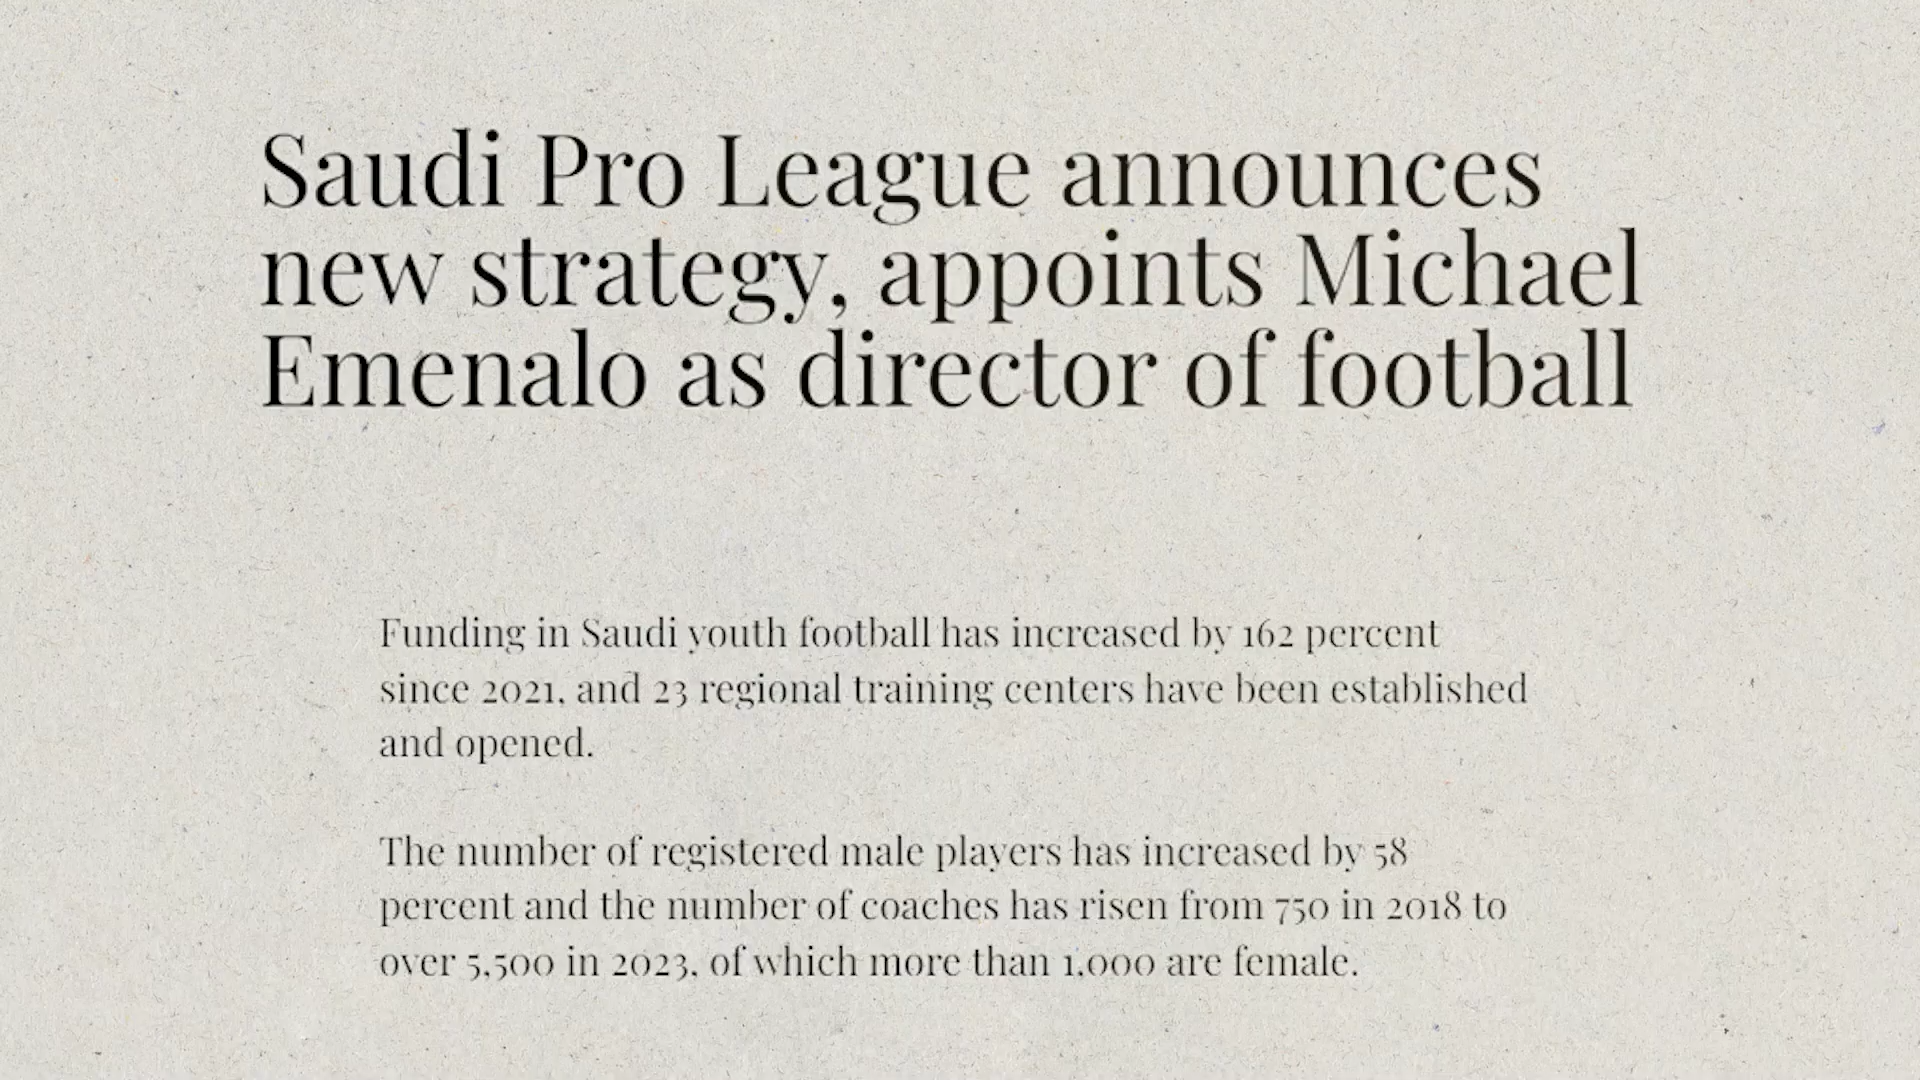 Saudi Pro League announces
new strategy, appoints Michael
Emenalo as director of football
Funding in Saudi youth football has increased by 162 percent
since 2021, and 23 regional training centers have been established
and opened.
The number of registered male players has increased by 58
percent and the number of coaches has risen from 750 in 2018 to
over 5,500 in 2023, of which more than 1,000 are female.